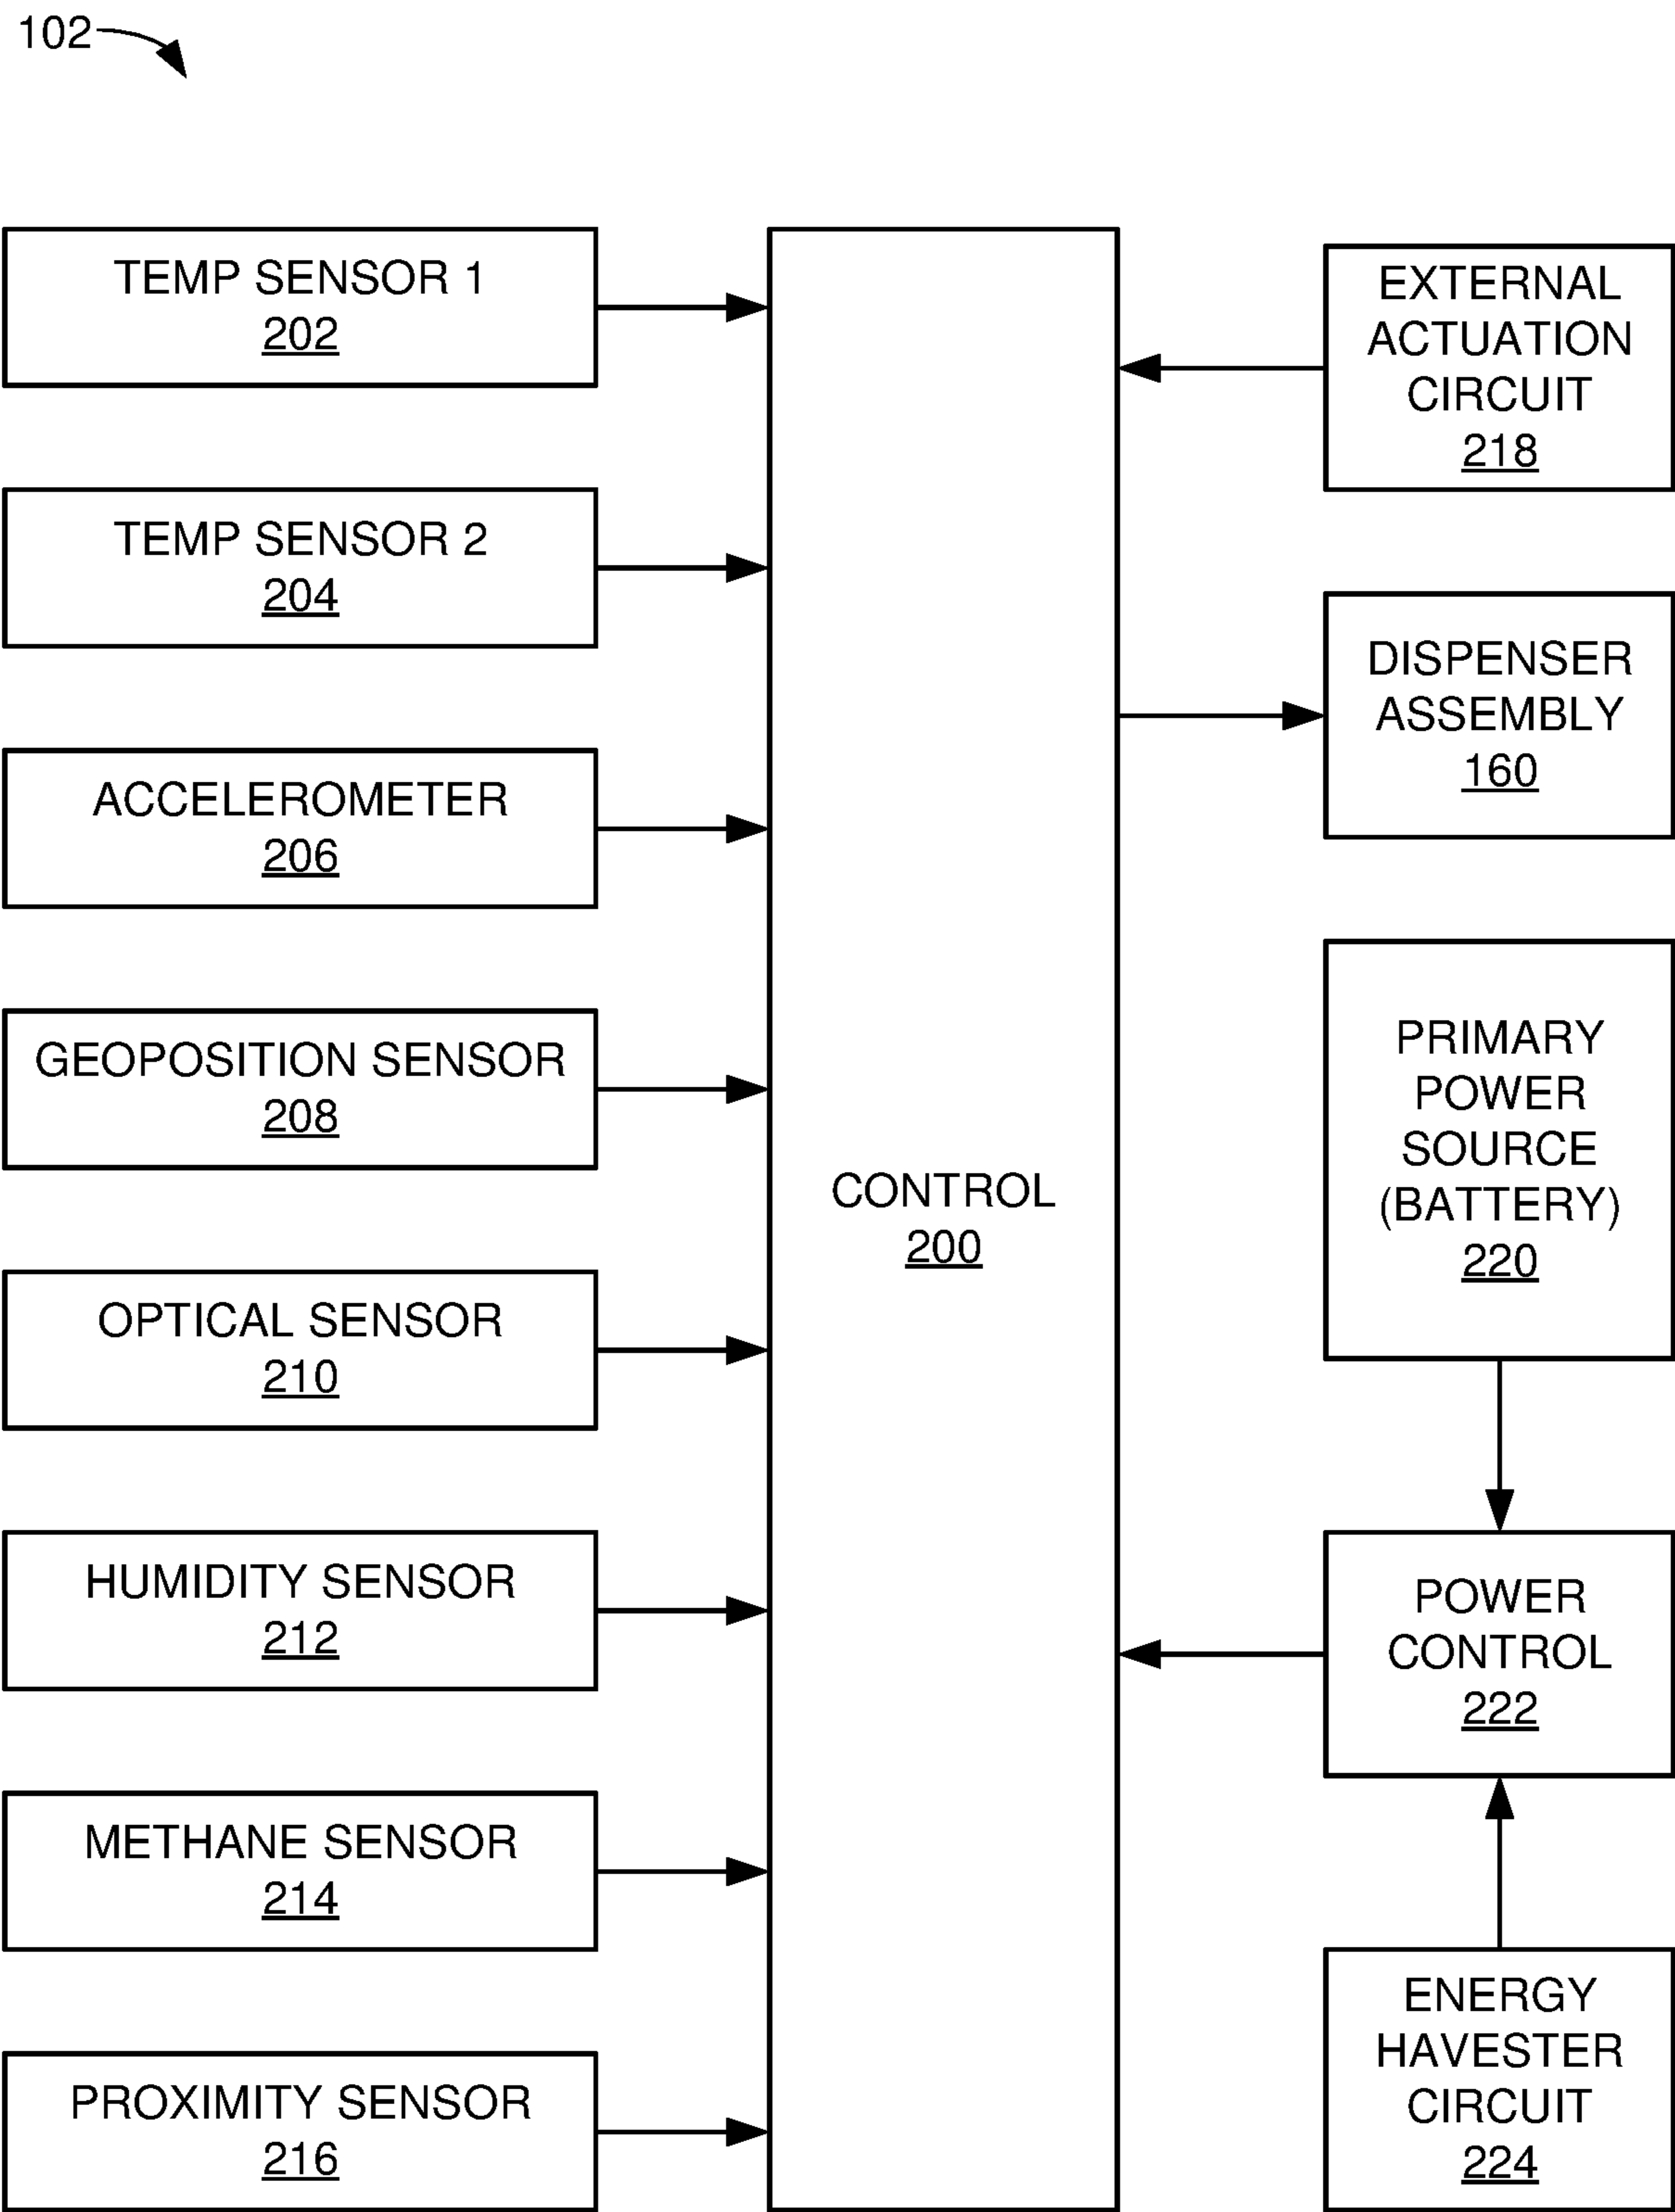 102
TEMP SENSOR 1
202
TEMP SENSOR 2
204
ACCELEROMETER
206
GEOPOSITION SENSOR
208
OPTICAL SENSOR
210
HUMIDITY SENSOR
212
METHANE SENSOR
214
PROXIMITY SENSOR
216
CONTROL
200
EXTERNAL
ACTUATION
CIRCUIT
218
DISPENSER
ASSEMBLY
160
PRIMARY
POWER
SOURCE
(BATTERY)
220
POWER
CONTROL
222
ENERGY
HAVESTER
CIRCUIT
224